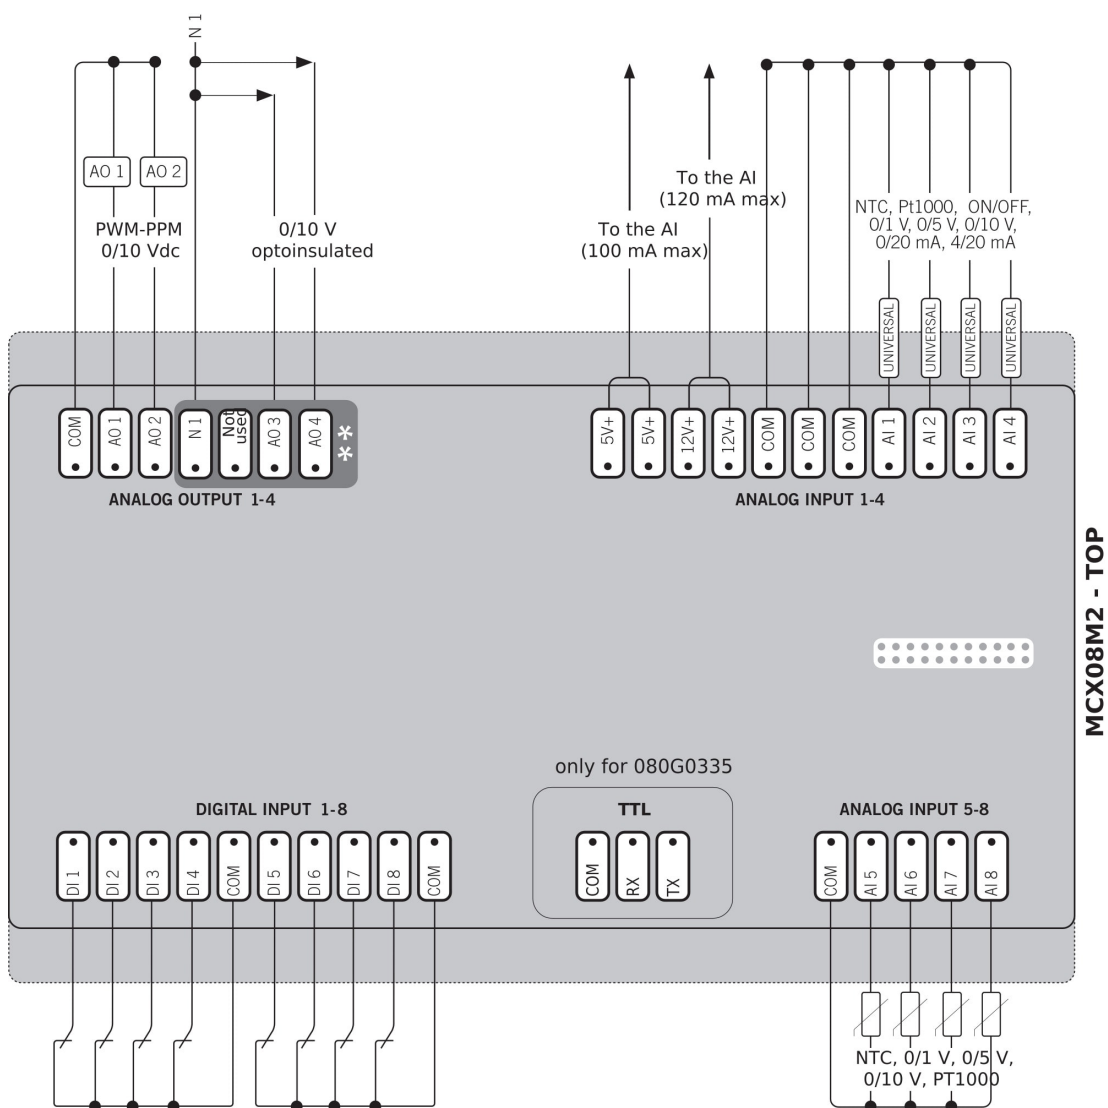 N 1
AO 1
AO 2
PWM-PPM
0/10 Vdc
0/10 V
optoinsulated
To the AI
(100 mA max)
To the AI
(120 mA max)
NTC, Pt1000, ON/OFF,
0/1 V, 0/5 V, 0/10 V,
0/20 mA, 4/20 mA
UNIVERSAL
UNIVERSAL
UNIVERSAL
UNIVERSAL
COM
AO 1
AO 2
N 1
Not
used
AO 3
AO 4
**
5V+
5V+
12V+
12V+
COM
COM
COM
AI 1
AI 2
AI 3
AI 4
ANALOG OUTPUT 1-4
ANALOG INPUT 1-4
MCX08M2 - TOP
only for 080G0335
DIGITAL INPUT 1-8
TTL
ANALOG INPUT 5-8
DI 1
DI 2
DI 3
DI 4
COM
DI 5
DI 6
DI 7
DI 8
COM
COM
RX
TX
COM
AI 5
AI 6
AI 7
AI 8
NTC, 0/1 V, 0/5 V,
0/10 V, PT1000